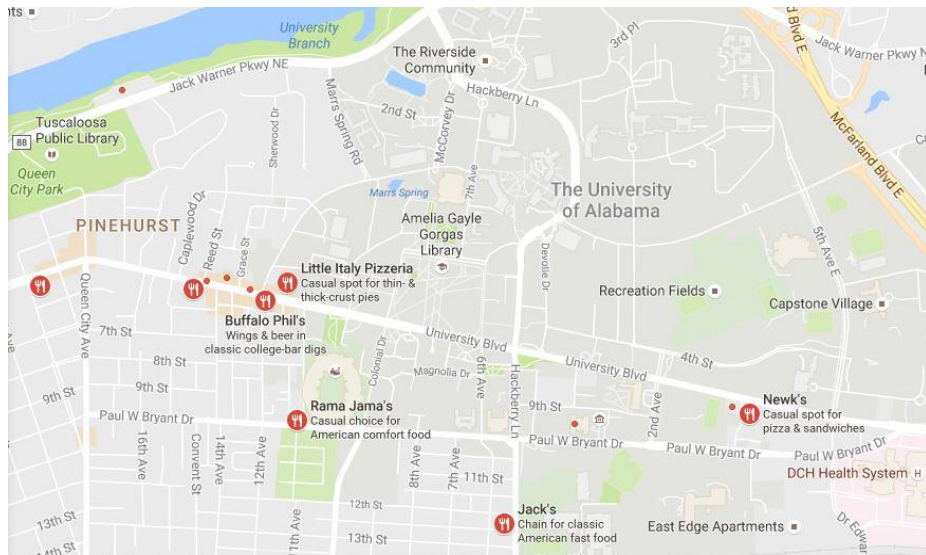 nts
University
Branch
Jack Warner Pkwy NE
The Riverside
Community
3rd Pl
Blvd E
Jack Warner Pkwy N
McFarland Blvd E
Hackberry Ln
2nd St
Marrs Spring Rd
McCorvey Dr
Sherwood Dr
Tuscaloosa
Public Library
88
Queen
City Park
7th Ave
Marrs Spring
The University
of Alabama
Amelia Gayle
Gorgas
Library
PINEHURST
Caplewood Dr
Reed St
Grace St
Devotie Dr
5th Ave E
Ca
Little Italy Pizzeria
Casual spot for thin- &
thick-crust pies
Recreation Fields
Capstone Village
Queen City Ave
Buffalo Phil's
Wings & beer in
classic college-bar digs
7th St
University Blvd
University Blvd
4th St
8th St
Colonial Dr
Magnolia Dr
6th Ave
Hackberry Ln
9th St
9th St
9th St
2nd Ave
Rama Jama's
Casual choice for
American comfort food
Newk's
Casual spot for
pizza & sandwiches
Paul W Bryant Dr
Paul W Bryant Dr
Paul W Bryant Dr
10th St
16th Ave
Convent St
14th Ave
12th Ave
8th Ave
7th Ave
11th St
DCH Health System
H
12th St
11th Ave
13th St
13th St
Jack's
Chain for classic
American fast food
East Edge Apartments
Dr Edwar